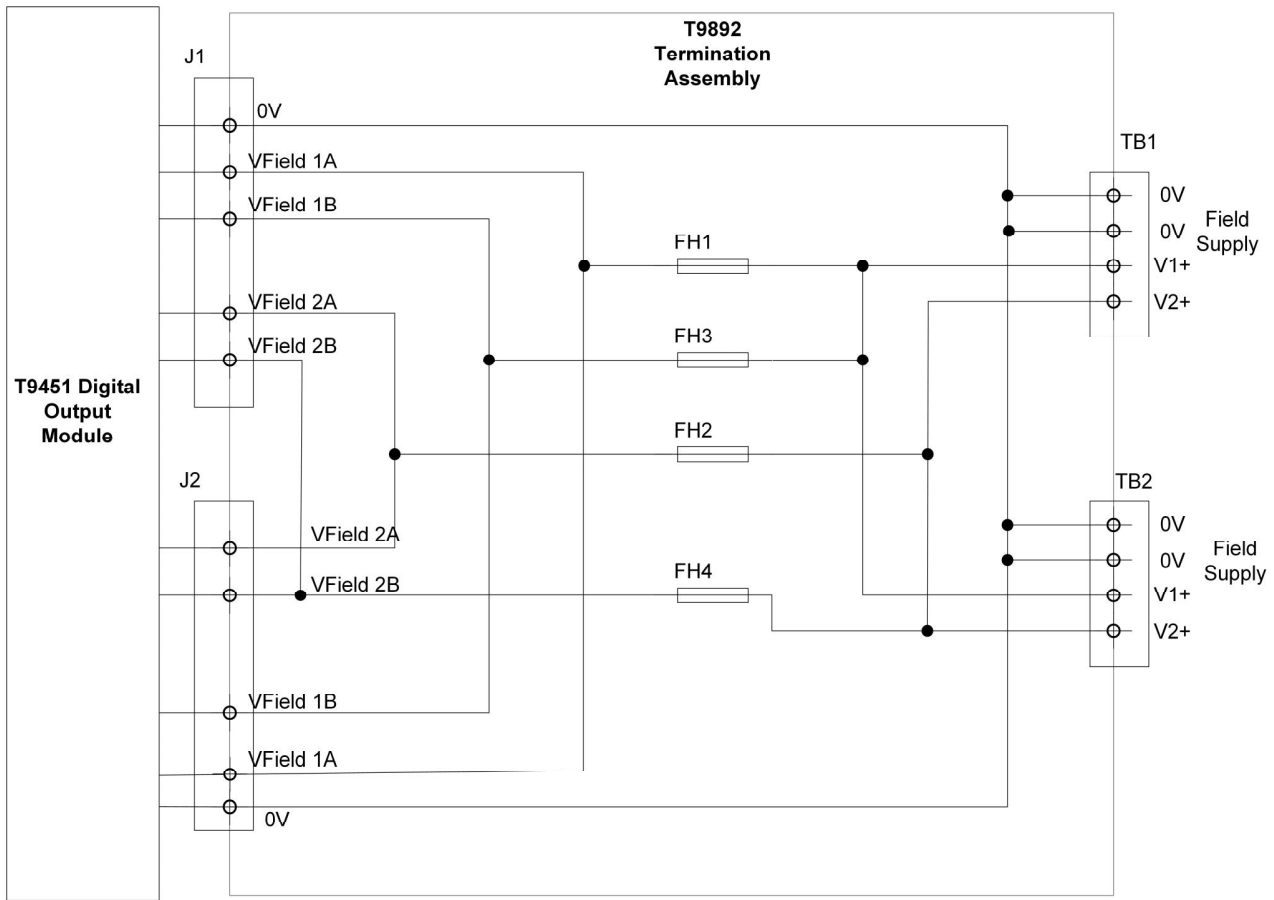 T9892
Termination
Assembly
J1
0V
VField 1A
VField 1B
VField 2A
VField 2B
T9451 Digital
Output
Module
J2
VField 2A
VField 2B
VField 1B
VField 1A
0V
FH1
FH3
FH2
FH4
TB1
0V
0V
V1+
V2+
Field
Supply
TB2
0V
0V
V1+
V2+
Field
Supply